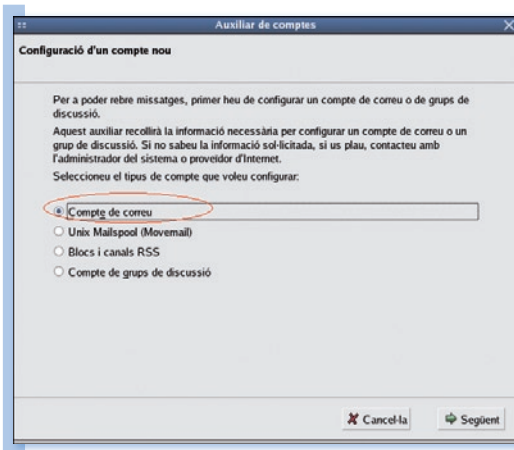 Auxiliar de comptes
Configuració d'un compte nou
Per a poder rebre missatges, primer heu de configurar un compte de correu o de grups de
discussió.
Aquest auxiliar recollirà la informació necessària per configurar un compte de correu o un
grup de discussió. Si no sabeu la informació sol·licitada, si us plau, contacteu amb
l'administrador del sistema o proveïdor d'Internet.
Seleccioneu el tipus de compte que voleu configurar:
Compte de correu
Unix Mailspool (Movemail)
Blocs i canals RSS
Compte de grups de discussió
Cancel·la
Següent